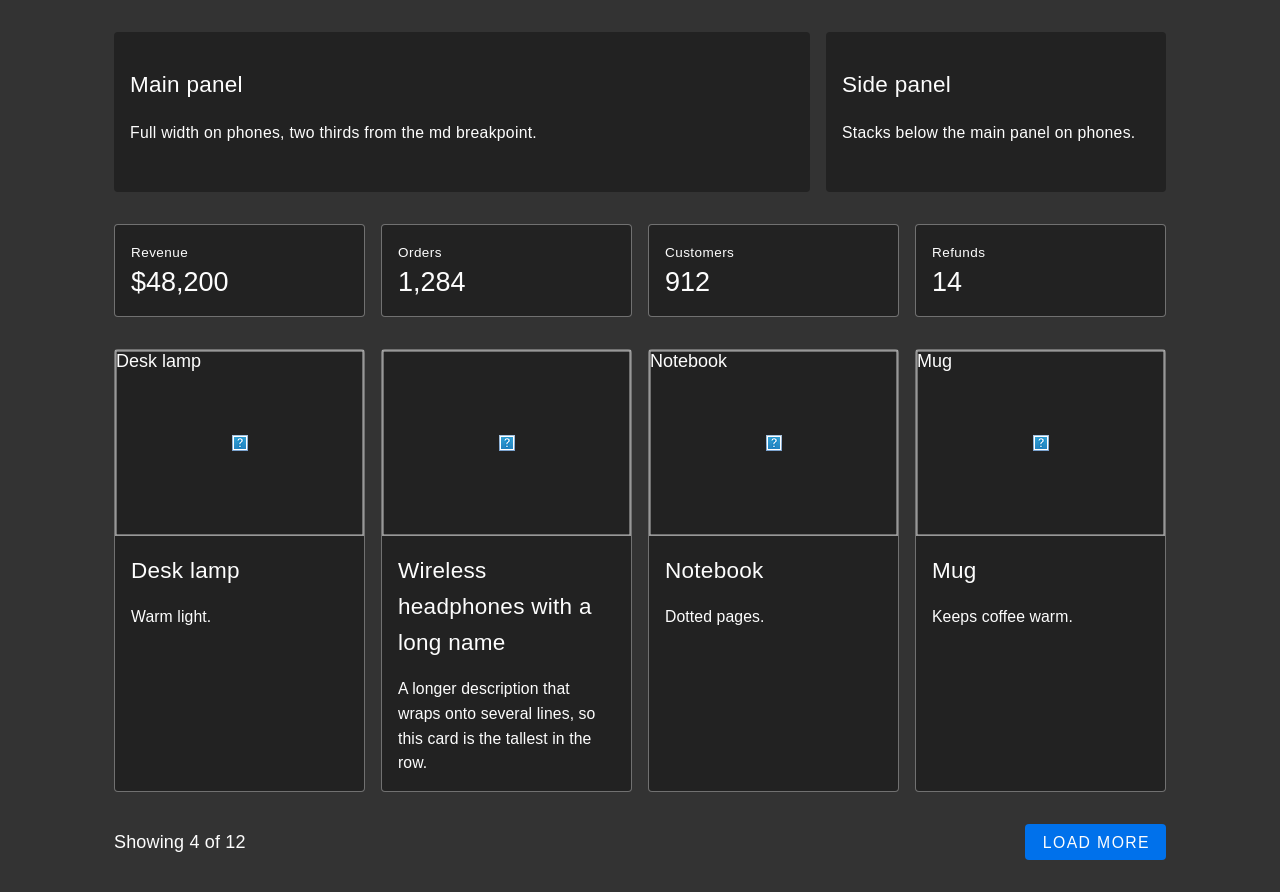 Main panel
Full width on phones, two thirds from the md breakpoint.
Side panel
Stacks below the main panel on phones.
Revenue
$48,200
Orders
1,284
Customers
912
Refunds
14
Desk lamp
Notebook
Mug
?
?
?
?
Desk lamp
Warm light.
Wireless
headphones with a
long name
A longer description that
wraps onto several lines, so
this card is the tallest in the
row.
Notebook
Dotted pages.
Mug
Keeps coffee warm.
Showing 4 of 12
LOAD MORE